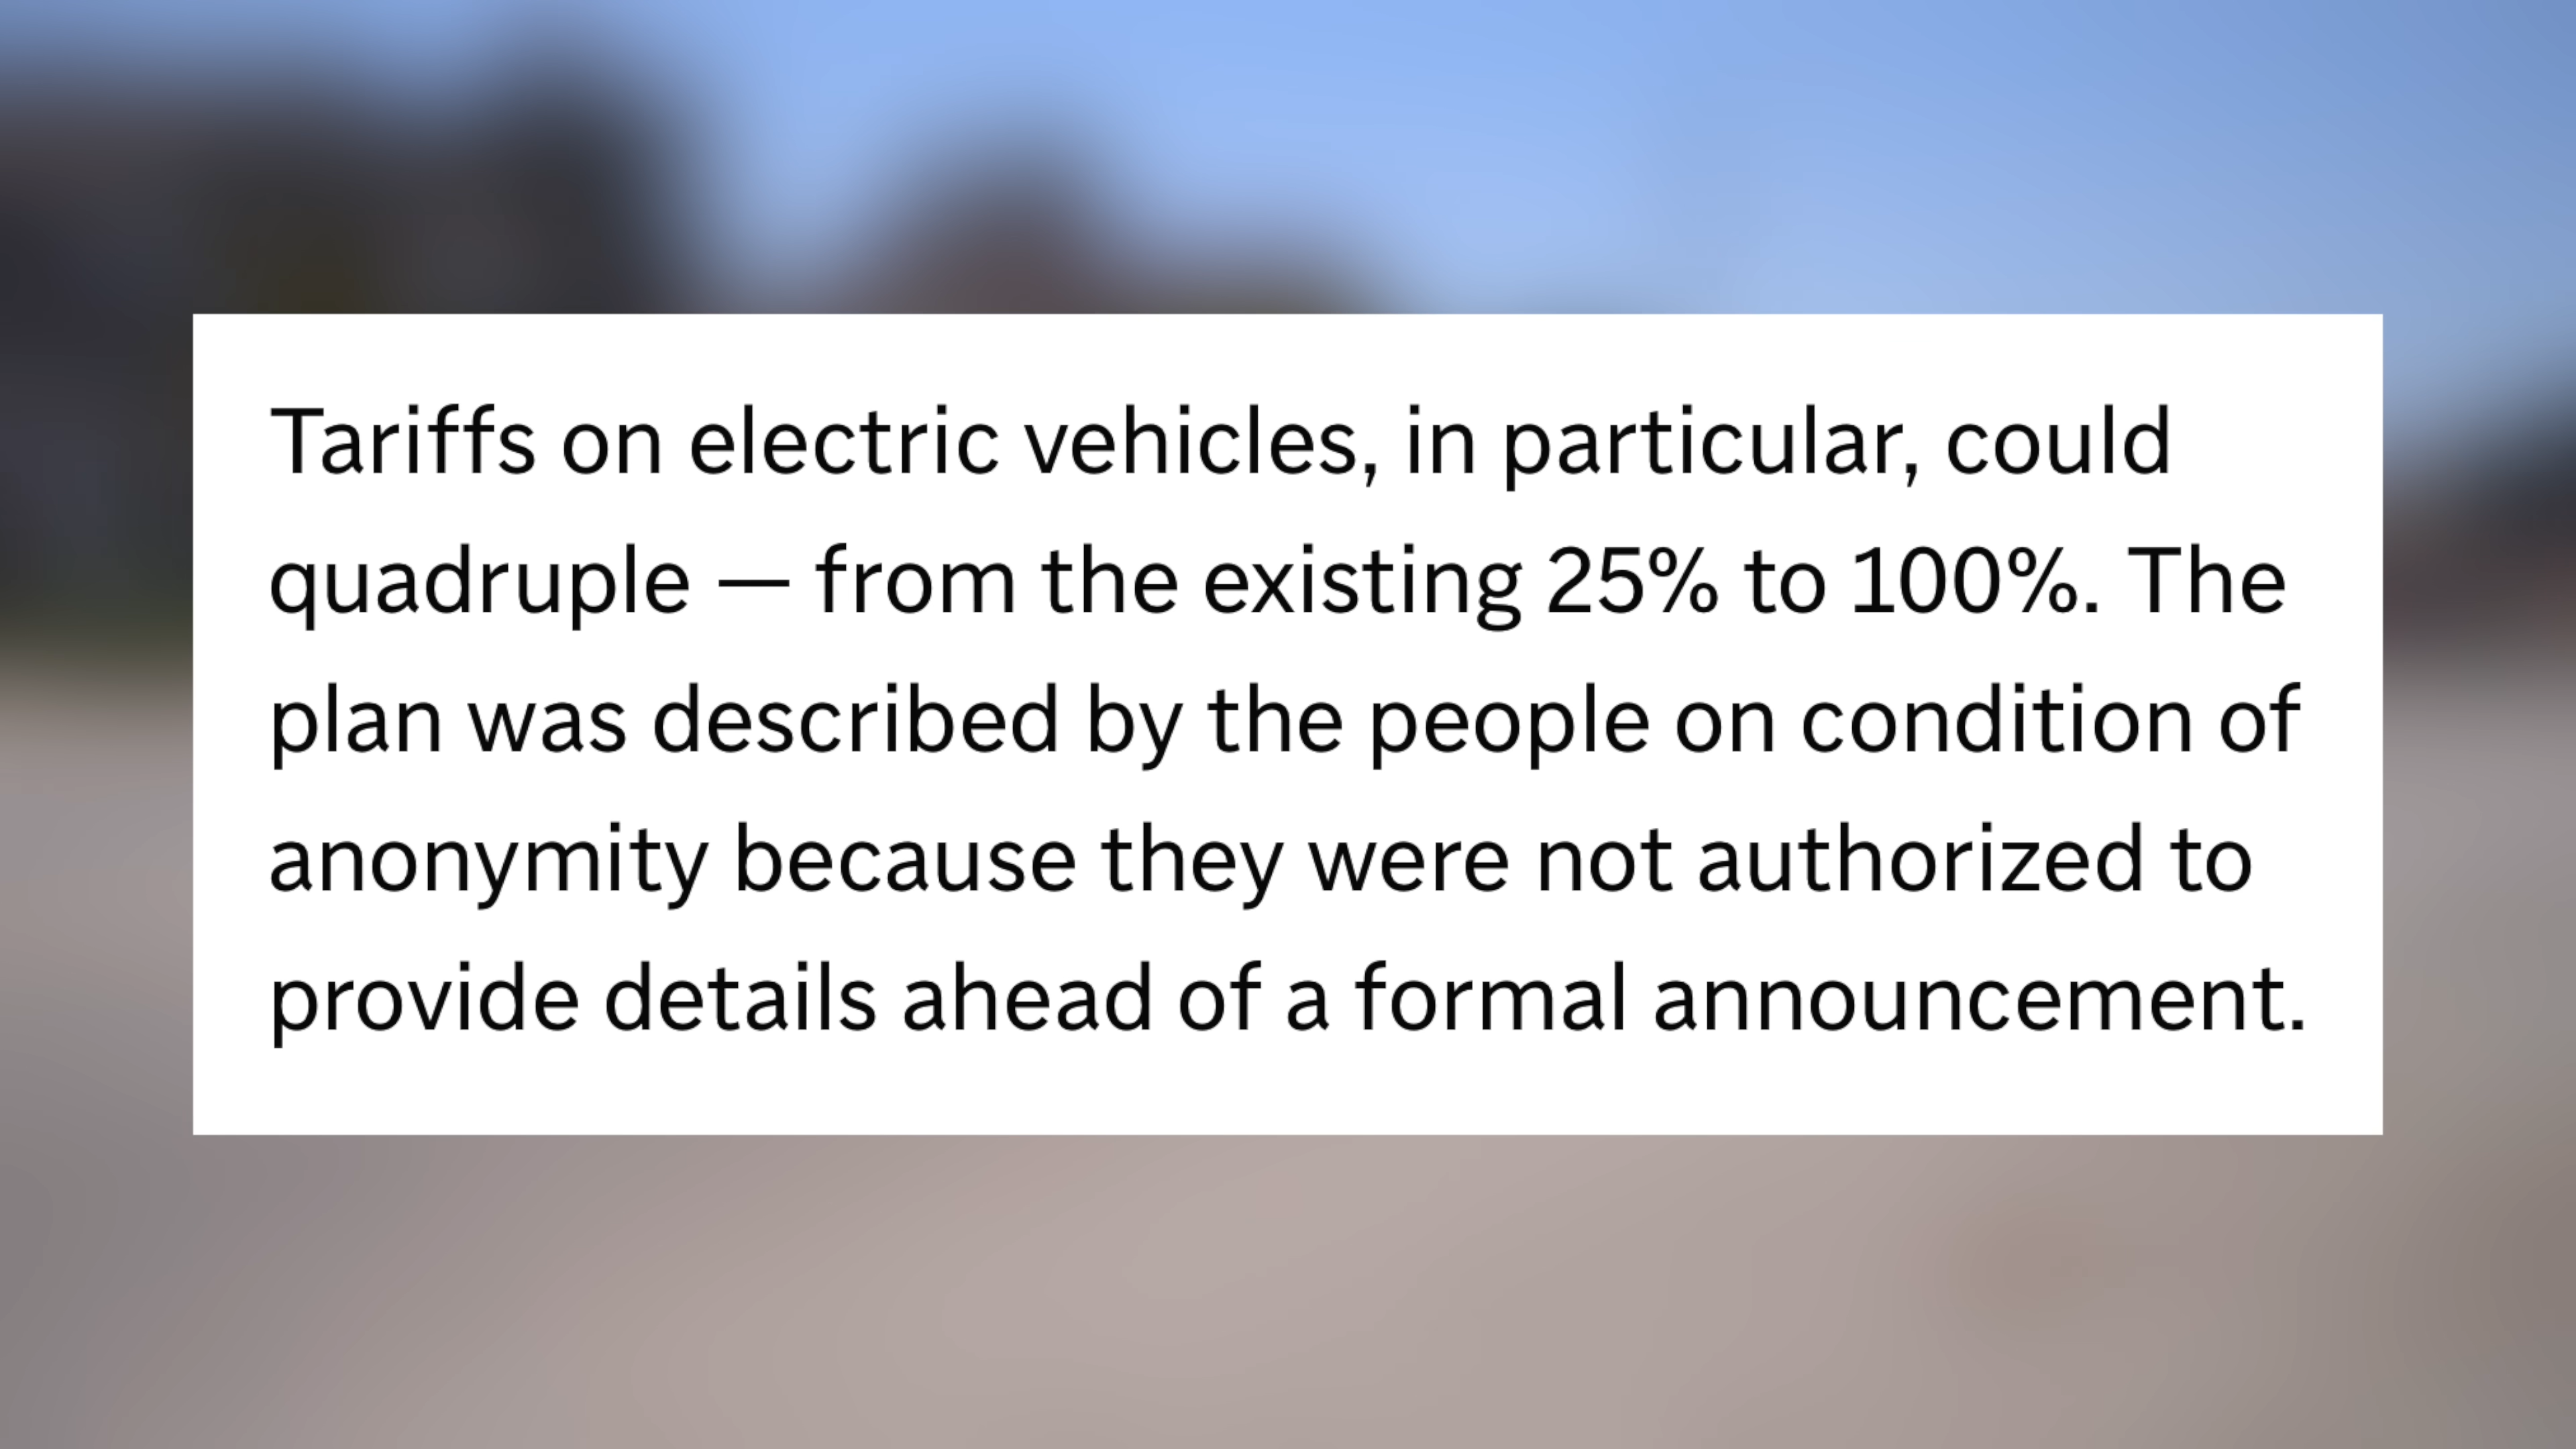 Tariffs on electric vehicles, in particular, could
quadruple — from the existing 25% to 100%. The
plan was described by the people on condition of
anonymity because they were not authorized to
provide details ahead of a formal announcement.